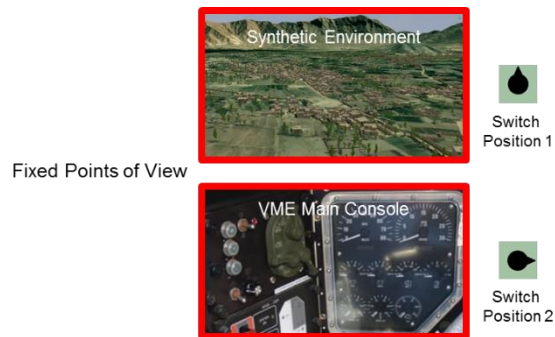 Synthetic Environment
Switch
Position 1
Fixed Points of View
VME Main Console
Switch
Position 2